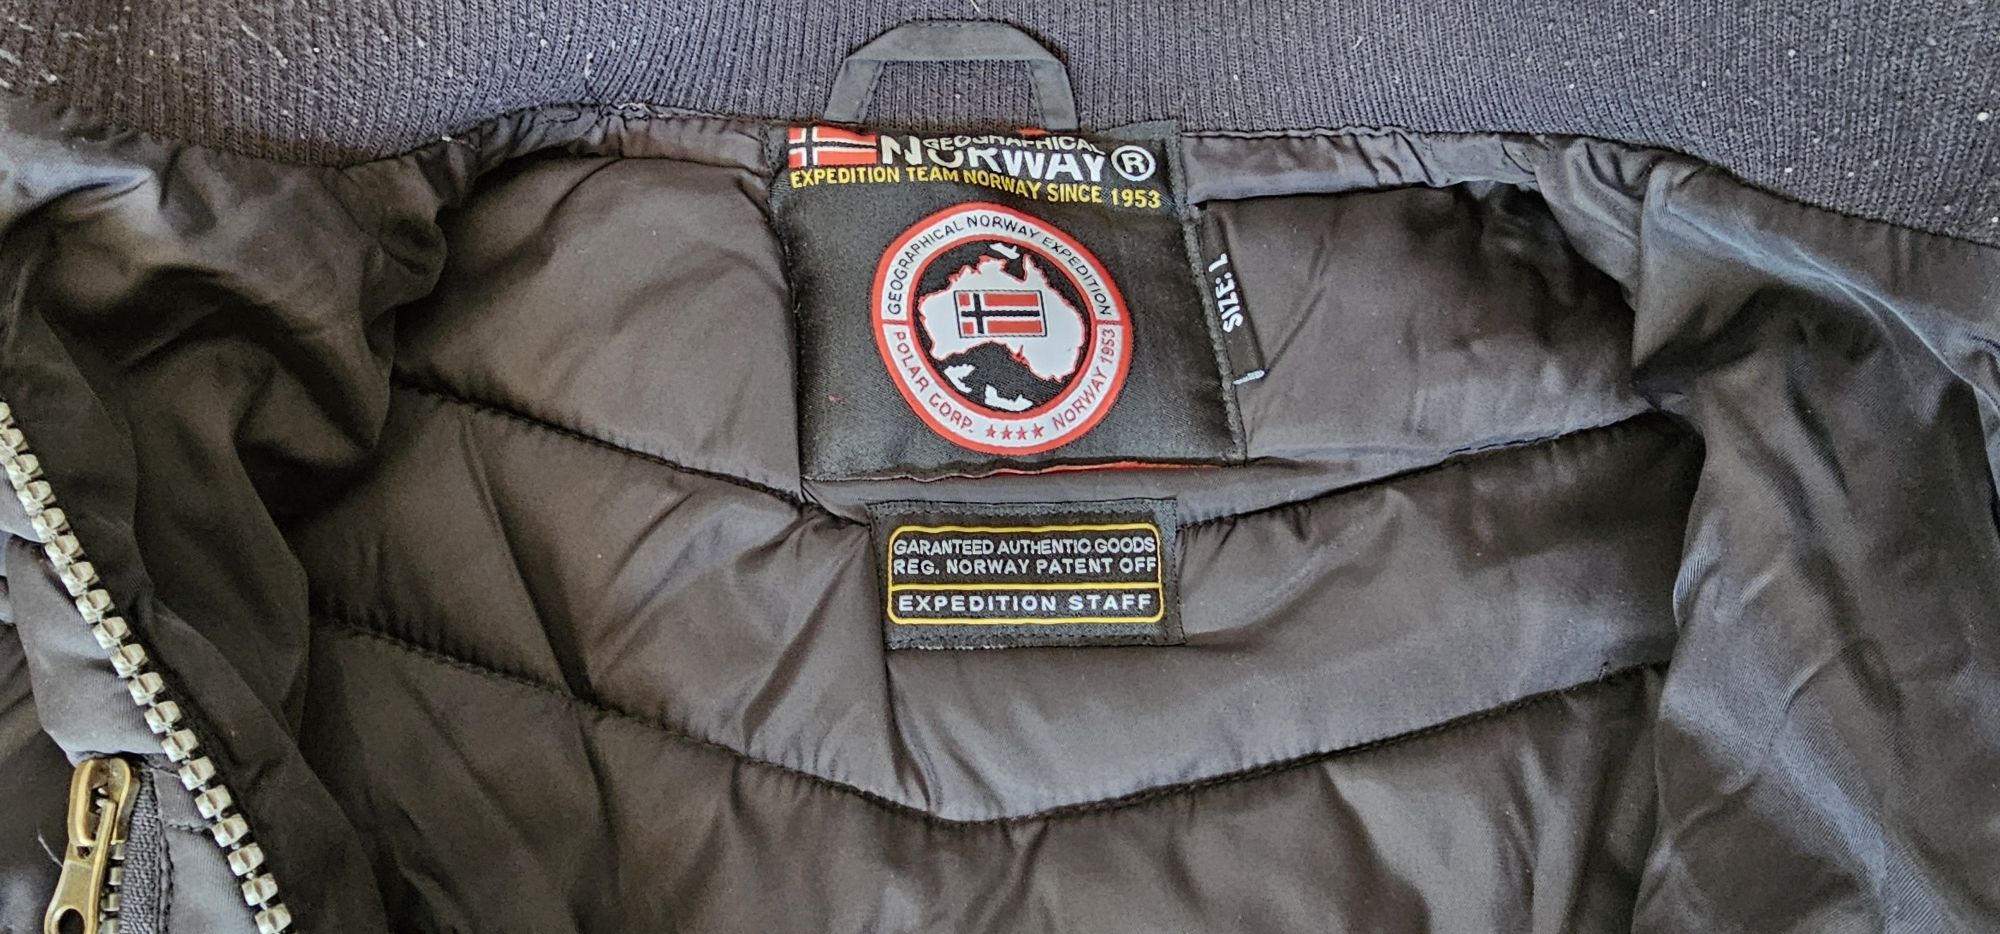 GEOGRAPHICAL
NORWAY®
EXPEDITION TEAM NORWAY SINCE 1953
GEOGRAPHICAL NORWAY EXPEDITION
POLAR CORP. ★★★★ NORWAY 1953
SIZE: L
GARANTEED AUTHENTIC.GOODS
REG. NORWAY PATENT OFF
EXPEDITION STAFF